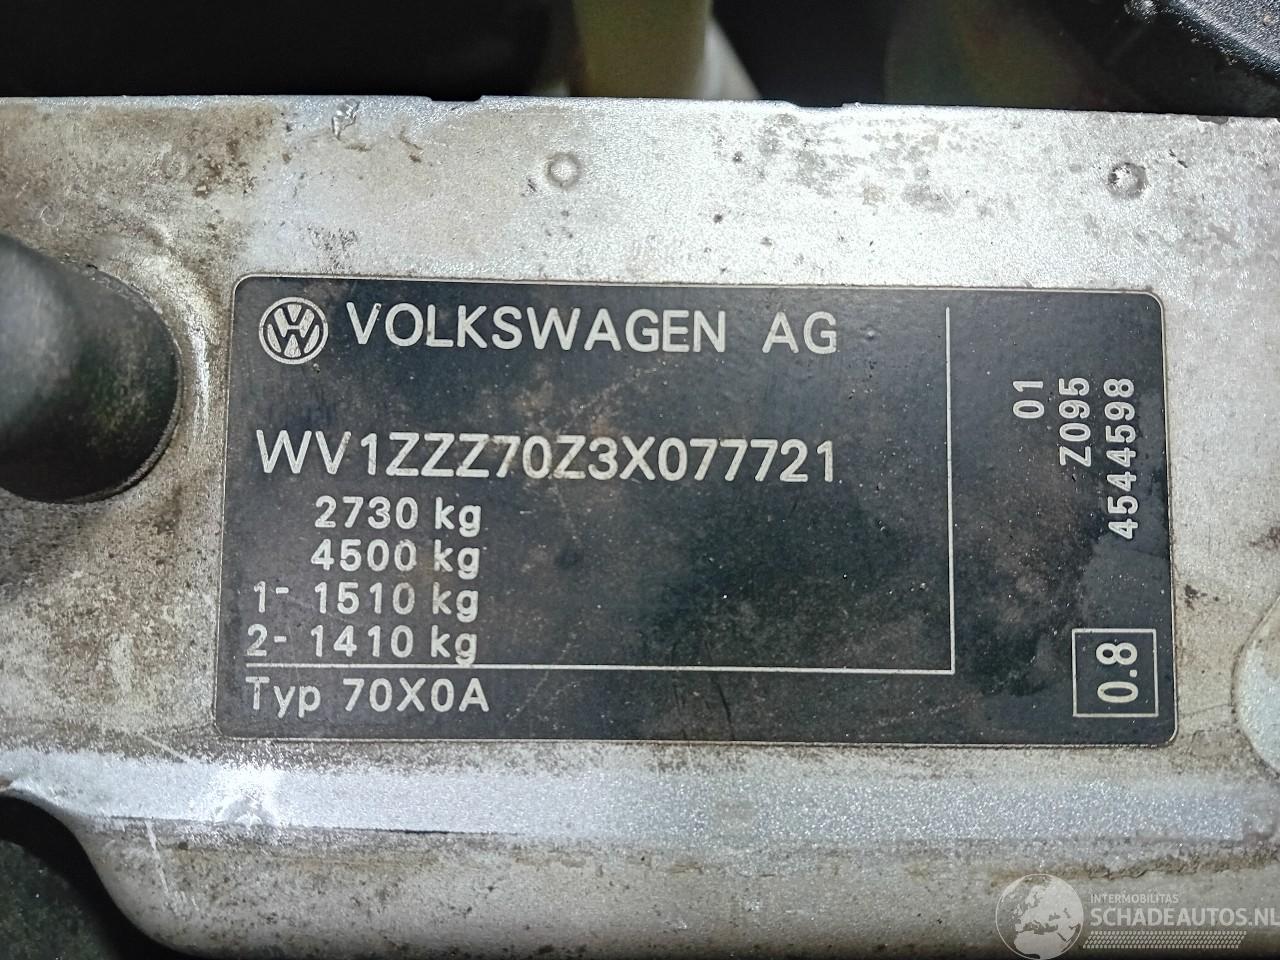 VOLKSWAGEN AG
WV1ZZZ70Z3X077721
2730 kg
4500 kg
1- 1510 kg
2- 1410 kg
Typ 70X0A
01
Z095
4544598
0.8
INTERMOBILITAS
SCHADEAUTOS.NL